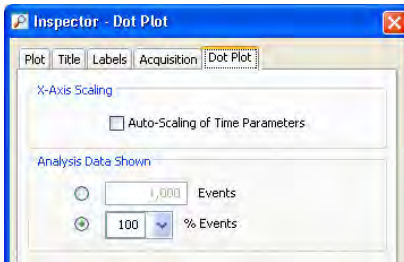 Inspector - Dot Plot
Plot Title Labels Acquisition Dot Plot
X-Axis Scaling
Auto-Scaling of Time Parameters
Analysis Data Shown
1,000 Events
100 % Events